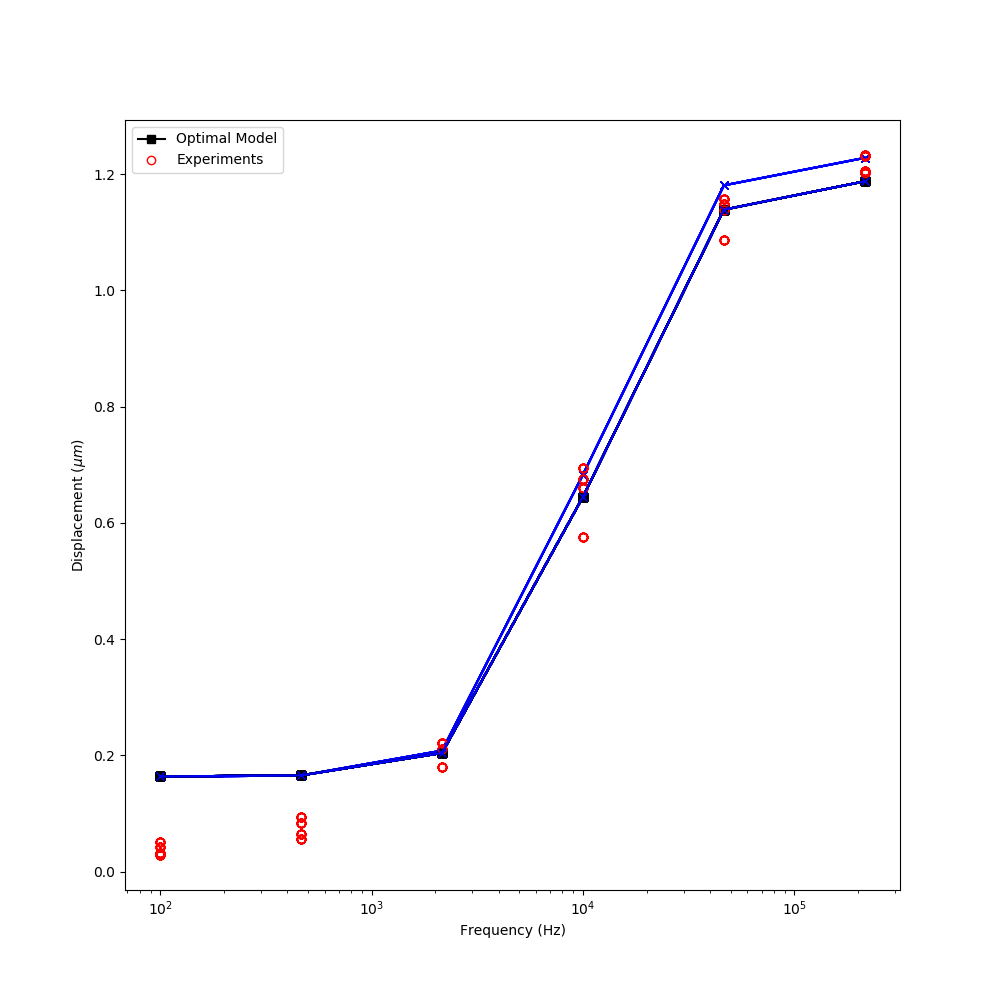 Optimal Model
Experiments
1.2
1.0
0.8
0.6
0.4
0.2
0.0
Displacement (μm)
10² 10³ 10⁴ 10⁵
Frequency (Hz)